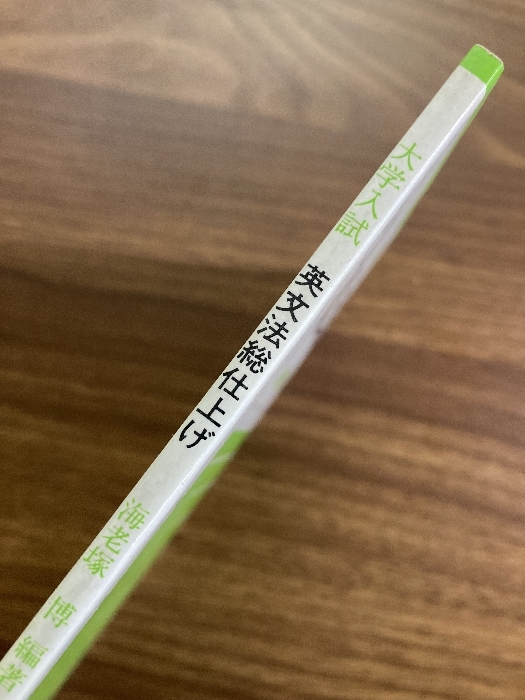 大学入試
英文法総仕上げ
海老塚 博 編著